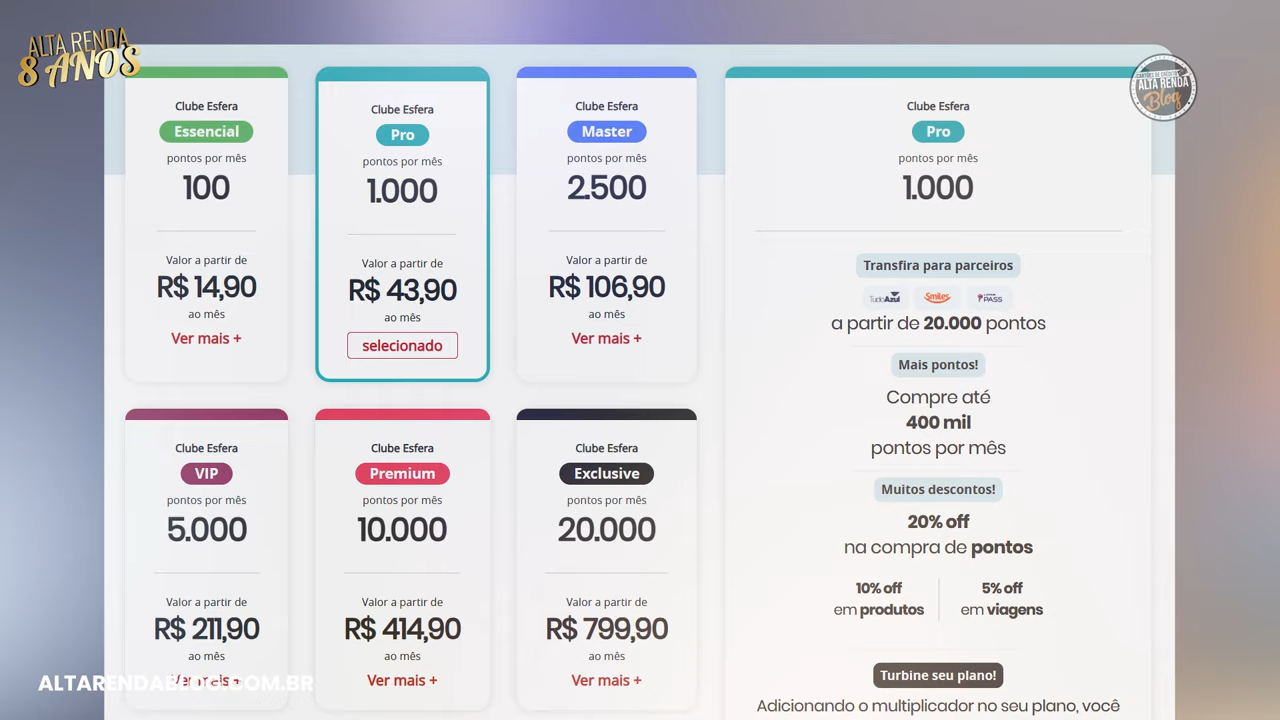 ALTA RENDA
8 ANOS
Clube Esfera
Essencial
pontos por mês
100
Valor a partir de
R$ 14,90
ao mês
Ver mais +
Clube Esfera
Pro
pontos por mês
1.000
Valor a partir de
R$ 43,90
ao mês
selecionado
Clube Esfera
Master
pontos por mês
2.500
Valor a partir de
R$ 106,90
ao mês
Ver mais +
Clube Esfera
VIP
pontos por mês
5.000
Valor a partir de
R$ 211,90
ao mês
Ver mais +
Clube Esfera
Premium
pontos por mês
10.000
Valor a partir de
R$ 414,90
ao mês
Ver mais +
Clube Esfera
Exclusive
pontos por mês
20.000
Valor a partir de
R$ 799,90
ao mês
Ver mais +
Clube Esfera
Pro
pontos por mês
1.000
Transfira para parceiros
TudoAzul Smiles PASS
a partir de 20.000 pontos
Mais pontos!
Compre até
400 mil
pontos por mês
Muitos descontos!
20% off
na compra de pontos
10% off
em produtos
5% off
em viagens
Turbine seu plano!
Adicionando o multiplicador no seu plano, você
CARTÕES DE CRÉDITO
ALTA RENDA
Blog
ALTARENDABLOG.COM.BR